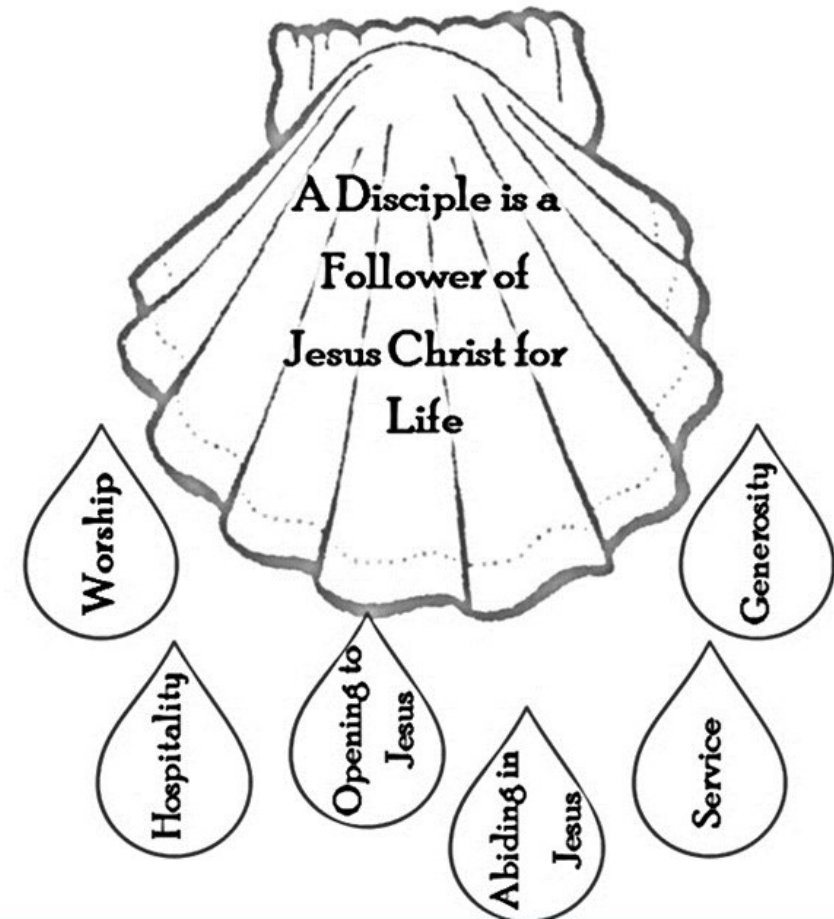 A Disciple is a
Follower of
Jesus Christ for
Life
Worship
Hospitality
Opening to
Jesus
Abiding in
Jesus
Service
Generosity